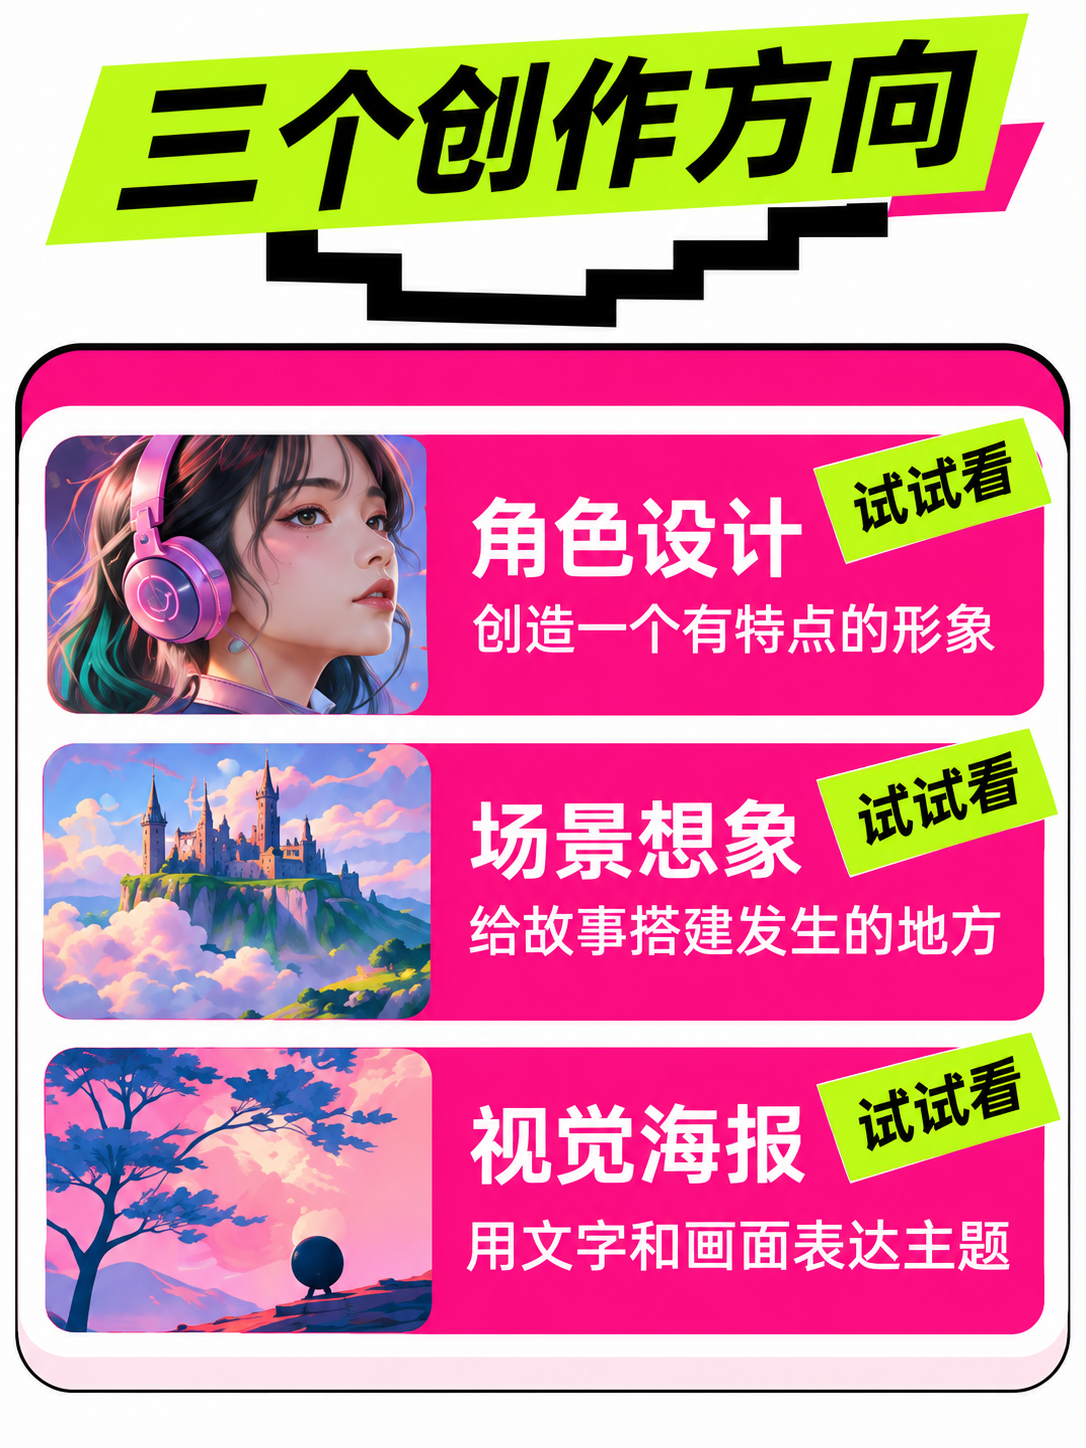 三个创作方向
试试看
角色设计
创造一个有特点的形象
试试看
场景想象
给故事搭建发生的地方
试试看
视觉海报
用文字和画面表达主题